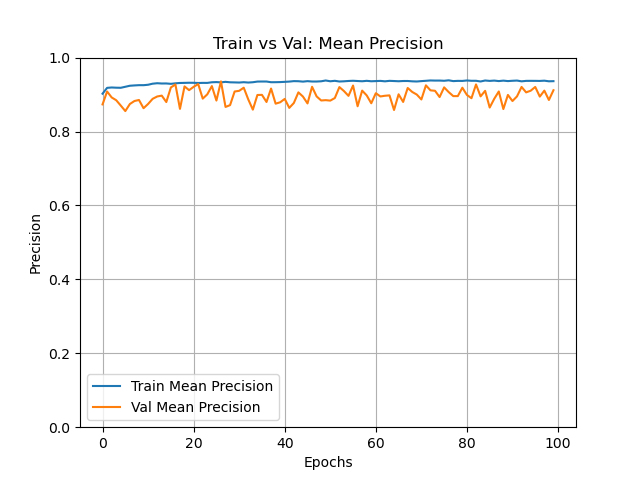 Train vs Val: Mean Precision
1.0
0.8
0.6
0.4
0.2
0.0
Precision
Train Mean Precision
Val Mean Precision
0 20 40 60 80 100
Epochs